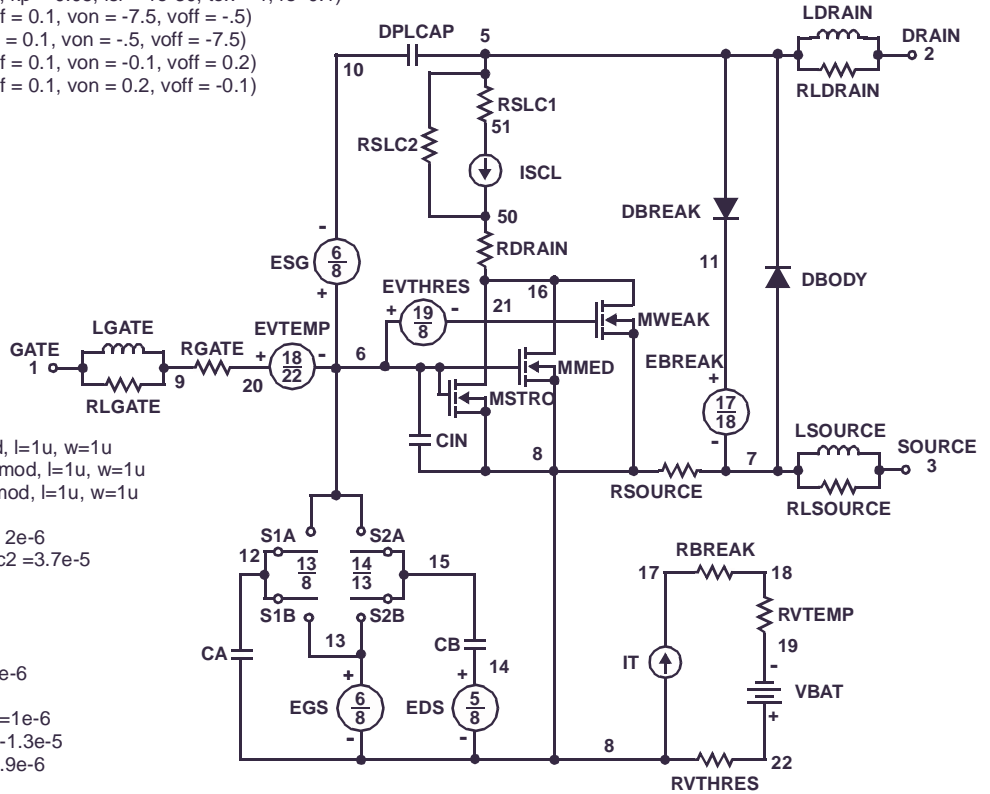 f = 0.1, von = -7.5, voff = -.5)
= 0.1, von = -.5, voff = -7.5)
f = 0.1, von = -0.1, voff = 0.2)
f = 0.1, von = 0.2, voff = -0.1)
LDRAIN
DPLCAP
5
DRAIN
2
10
RLDRAIN
RSLC1
51
RSLC2
ISCL
50
DBREAK
RDRAIN
ESG
6
8
-
+
11
DBODY
EVTHRES
+
19
8
-
21
16
MWEAK
LGATE
EVTEMP
GATE
1
RGATE
+
18
22
-
6
9
20
RLGATE
MMED
EBREAK
+
17
18
-
MSTRO
CIN
8
7
LSOURCE
SOURCE
3
RSOURCE
RLSOURCE
d, l=1u, w=1u
mod, l=1u, w=1u
mod, l=1u, w=1u
2e-6
c2 =3.7e-5
e-6
=1e-6
-1.3e-5
.9e-6
S1A
S2A
12
13
8
14
13
15
S1B
S2B
13
CA
CB
14
+
EGS
6
8
-
+
EDS
5
8
-
RBREAK
17
18
RVTEMP
19
IT
-
VBAT
+
8
22
RVTHRES